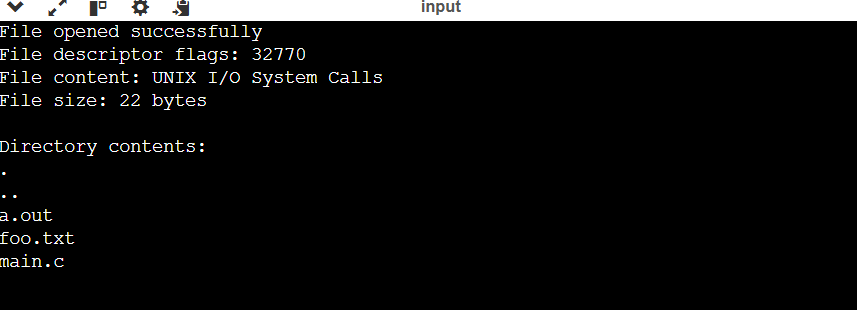 input
File opened successfully
File descriptor flags: 32770
File content: UNIX I/O System Calls
File size: 22 bytes
Directory contents:
.
..
a.out
foo.txt
main.c